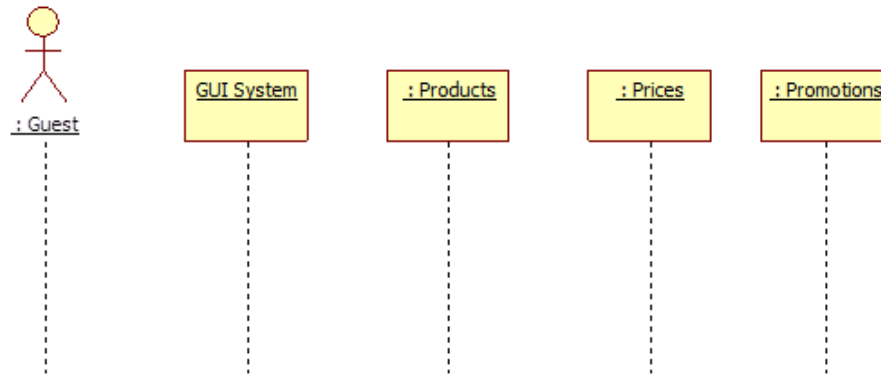 : Guest
GUI System
: Products
: Prices
: Promotions